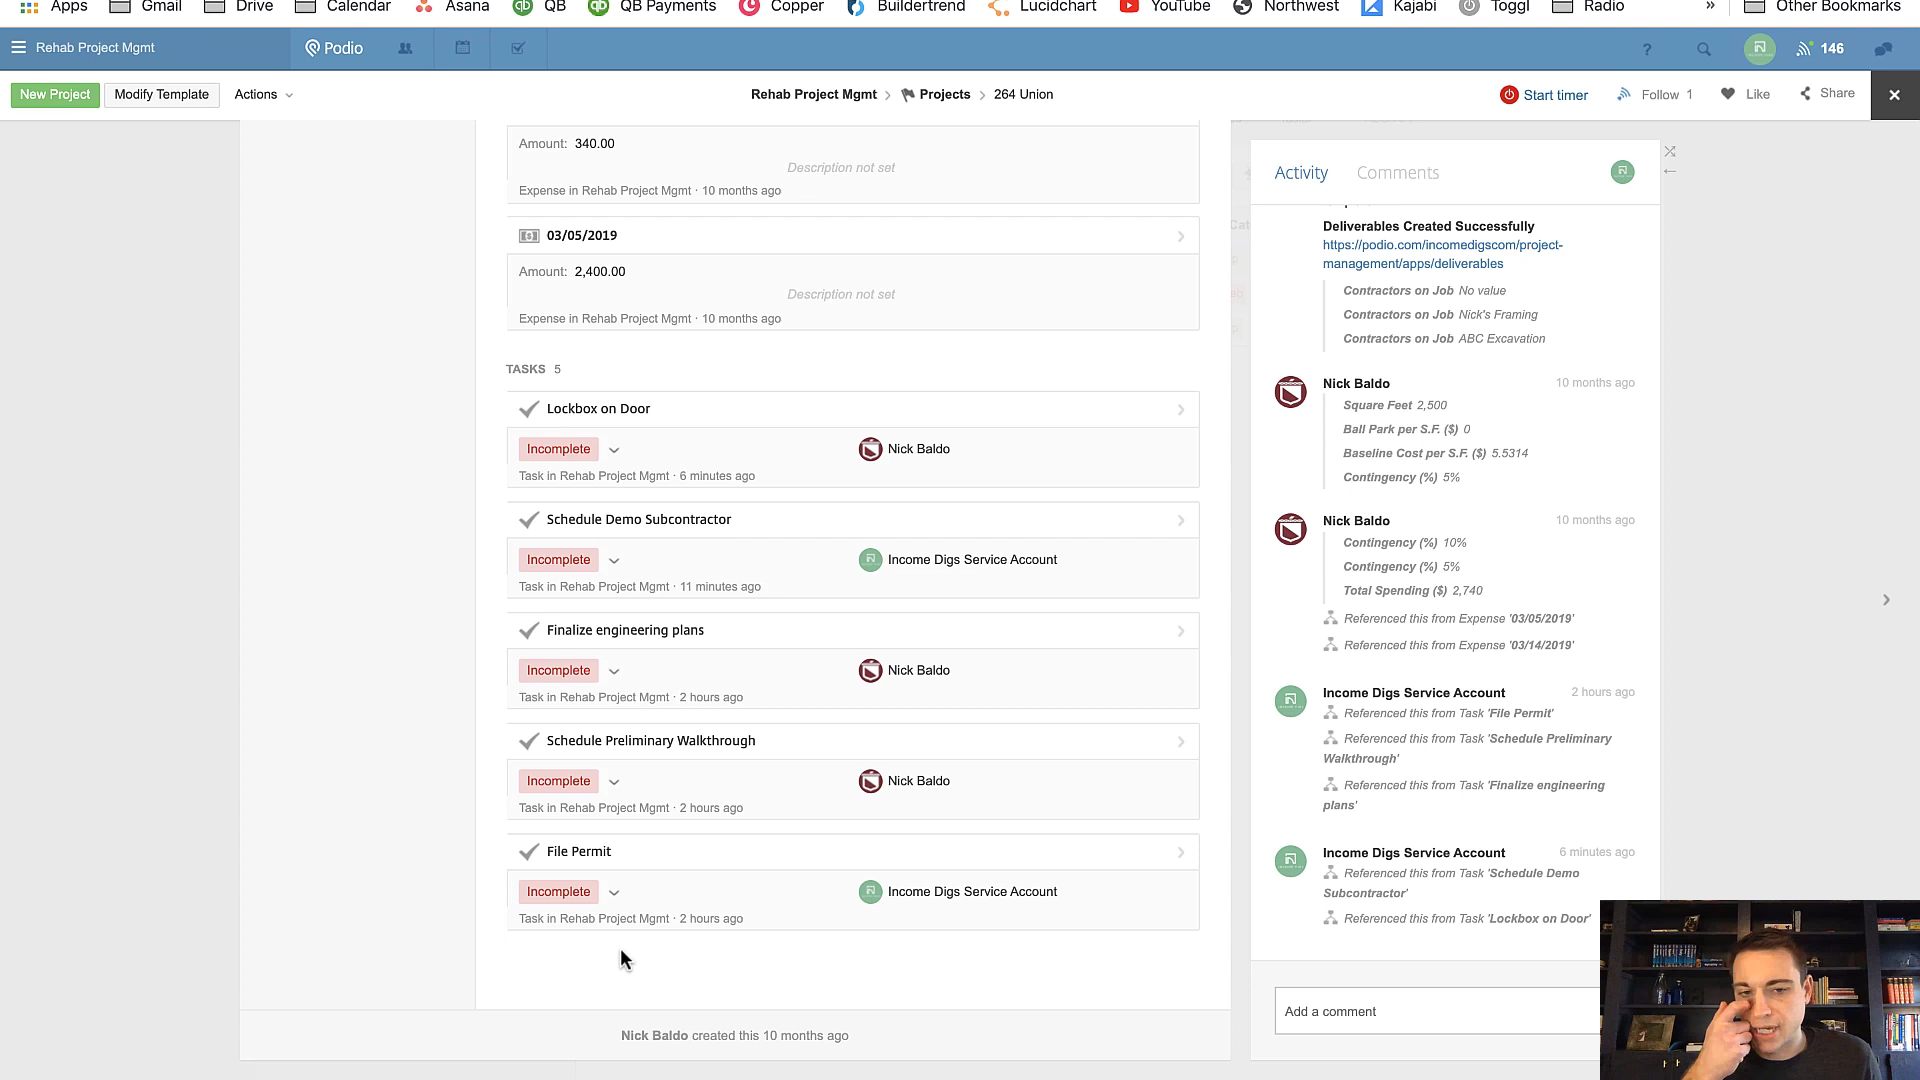 Apps Gmail Drive Calendar Asana QB QB Payments Copper Buildertrend Lucidchart YouTube Northwest Kajabi Toggl Radio » Other Bookmarks
Rehab Project Mgmt Podio ? 146
New Project Modify Template Actions Rehab Project Mgmt > Projects > 264 Union Start timer Follow 1 Like Share ×
Amount: 340.00
Description not set
Expense in Rehab Project Mgmt · 10 months ago
03/05/2019
Amount: 2,400.00
Description not set
Expense in Rehab Project Mgmt · 10 months ago
TASKS 5
Lockbox on Door
Incomplete Nick Baldo
Task in Rehab Project Mgmt · 6 minutes ago
Schedule Demo Subcontractor
Incomplete Income Digs Service Account
Task in Rehab Project Mgmt · 11 minutes ago
Finalize engineering plans
Incomplete Nick Baldo
Task in Rehab Project Mgmt · 2 hours ago
Schedule Preliminary Walkthrough
Incomplete Nick Baldo
Task in Rehab Project Mgmt · 2 hours ago
File Permit
Incomplete Income Digs Service Account
Task in Rehab Project Mgmt · 2 hours ago
Nick Baldo created this 10 months ago
Activity Comments
Deliverables Created Successfully
https://podio.com/incomedigscom/project-
management/apps/deliverables
Contractors on Job No value
Contractors on Job Nick's Framing
Contractors on Job ABC Excavation
Nick Baldo 10 months ago
Square Feet 2,500
Ball Park per S.F. ($) 0
Baseline Cost per S.F. ($) 5.5314
Contingency (%) 5%
Nick Baldo 10 months ago
Contingency (%) 10%
Contingency (%) 5%
Total Spending ($) 2,740
Referenced this from Expense '03/05/2019'
Referenced this from Expense '03/14/2019'
Income Digs Service Account 2 hours ago
Referenced this from Task 'File Permit'
Referenced this from Task 'Schedule Preliminary
Walkthrough'
Referenced this from Task 'Finalize engineering
plans'
Income Digs Service Account 6 minutes ago
Referenced this from Task 'Schedule Demo
Subcontractor'
Referenced this from Task 'Lockbox on Door'
Add a comment